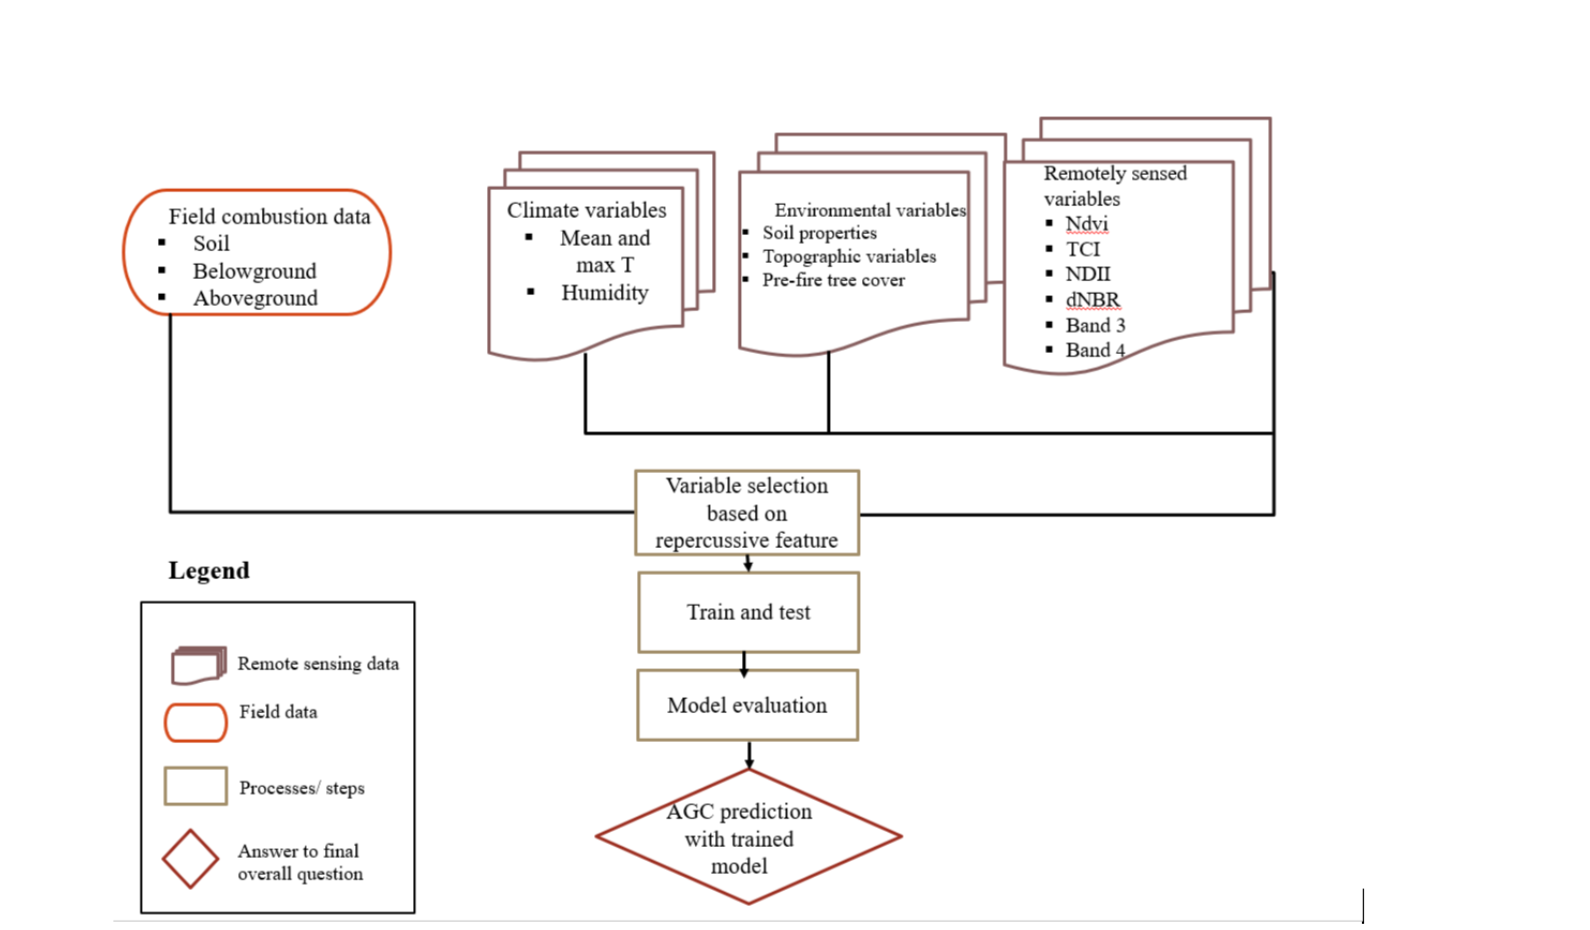 Field combustion data
▪ Soil
▪ Belowground
▪ Aboveground
Climate variables
▪ Mean and
max T
▪ Humidity
Environmental variables
▪ Soil properties
▪ Topographic variables
▪ Pre-fire tree cover
Remotely sensed
variables
▪ Ndvi
▪ TCI
▪ NDII
▪ dNBR
▪ Band 3
▪ Band 4
Variable selection
based on
repercussive feature
Train and test
Model evaluation
AGC prediction
with trained
model
Legend
Remote sensing data
Field data
Processes/ steps
Answer to final
overall question